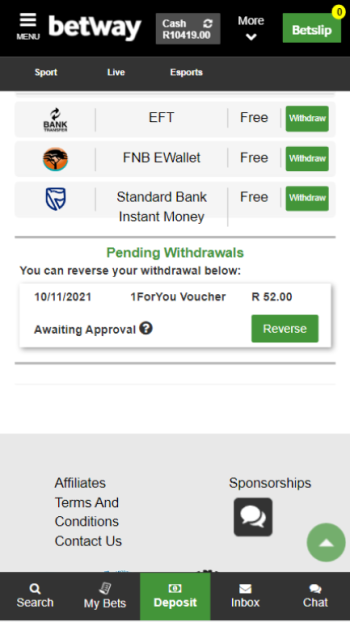 0
MENU
betway
Cash
R10419.00
More
Betslip
Sport Live Esports
BANK
TRANSFER
EFT Free Withdraw
FNB EWallet Free Withdraw
Standard Bank
Instant Money
Free Withdraw
Pending Withdrawals
You can reverse your withdrawal below:
10/11/2021 1ForYou Voucher R 52.00
Awaiting Approval ? Reverse
Affiliates
Terms And
Conditions
Contact Us
Sponsorships
Search My Bets Deposit Inbox Chat